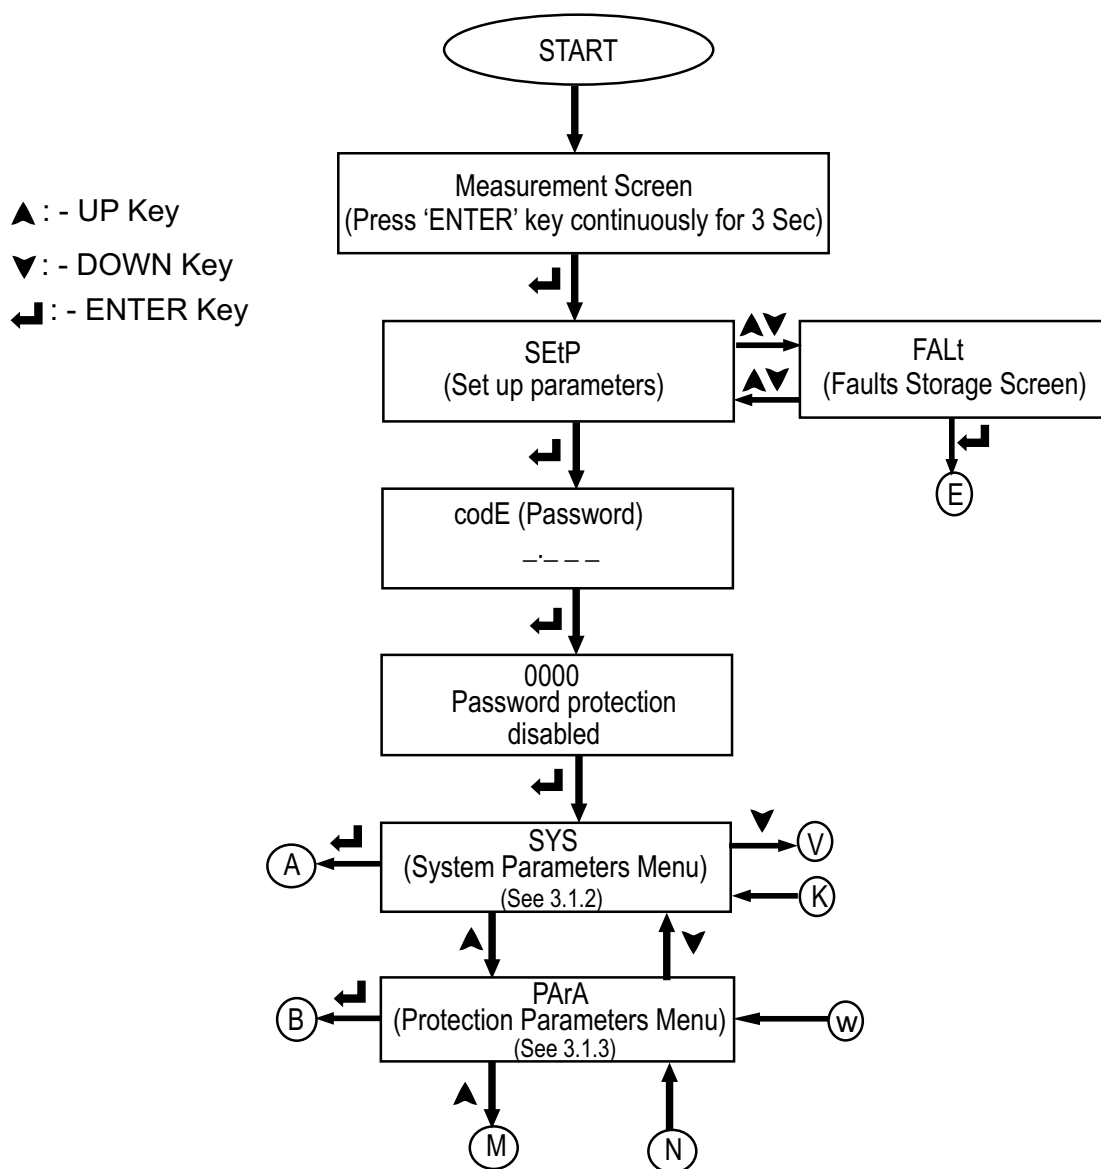 START
Measurement Screen
(Press ‘ENTER’ key continuously for 3 Sec)
: - UP Key
: - DOWN Key
: - ENTER Key
SEtP
(Set up parameters)
FALt
(Faults Storage Screen)
E
codE (Password)
_._ _ _
0000
Password protection
disabled
SYS
(System Parameters Menu)
(See 3.1.2)
A
V
K
PArA
(Protection Parameters Menu)
(See 3.1.3)
B
w
M
N